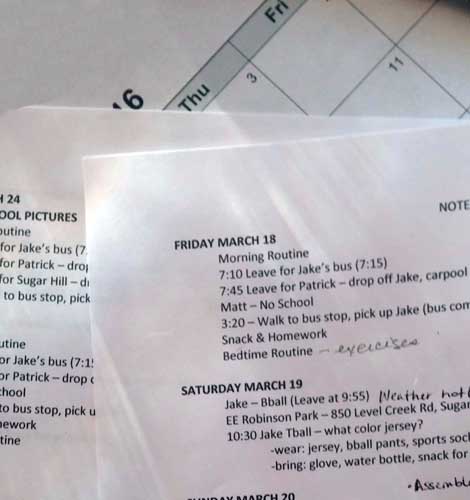 Fri
Thu
3
11
16
24
OOL PICTURES
outine
for Jake's bus (7
for Patrick – drop
for Sugar Hill – d
to bus stop, pick
utine
or Jake's bus (7:1
or Patrick – drop
chool
to bus stop, pick u
ework
tine
NOTE
FRIDAY MARCH 18
Morning Routine
7:10 Leave for Jake's bus (7:15)
7:45 Leave for Patrick – drop off Jake, carpool
Matt – No School
3:20 – Walk to bus stop, pick up Jake (bus com
Snack & Homework
Bedtime Routine – exercises
SATURDAY MARCH 19
Jake – Bball (Leave at 9:55) Weather
EE Robinson Park – 850 Level Creek Rd, Sugar
10:30 Jake Tball – what color jersey?
-wear: jersey, bball pants, sports soc
-bring: glove, water bottle, snack for
• Assembl
SUNDAY MARCH 20